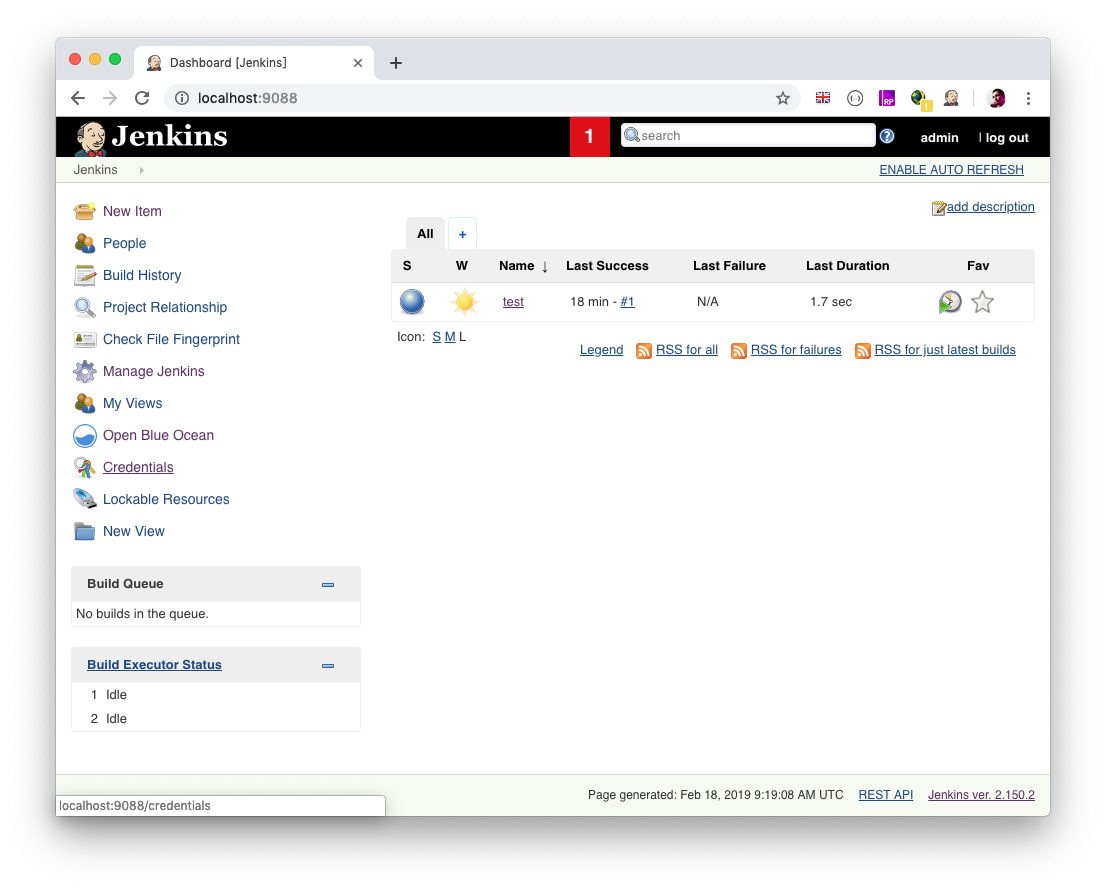 Dashboard [Jenkins]
localhost:9088
RP
1
Jenkins
1
search
?
admin
| log out
Jenkins
ENABLE AUTO REFRESH
New Item
People
Build History
Project Relationship
Check File Fingerprint
Manage Jenkins
My Views
Open Blue Ocean
Credentials
Lockable Resources
New View
add description
All
+
S W Name ↓ Last Success Last Failure Last Duration Fav
test 18 min - #1 N/A 1.7 sec
Icon: S M L
Legend RSS for all RSS for failures RSS for just latest builds
Build Queue
No builds in the queue.
Build Executor Status
1 Idle
2 Idle
Page generated: Feb 18, 2019 9:19:08 AM UTC REST API Jenkins ver. 2.150.2
localhost:9088/credentials